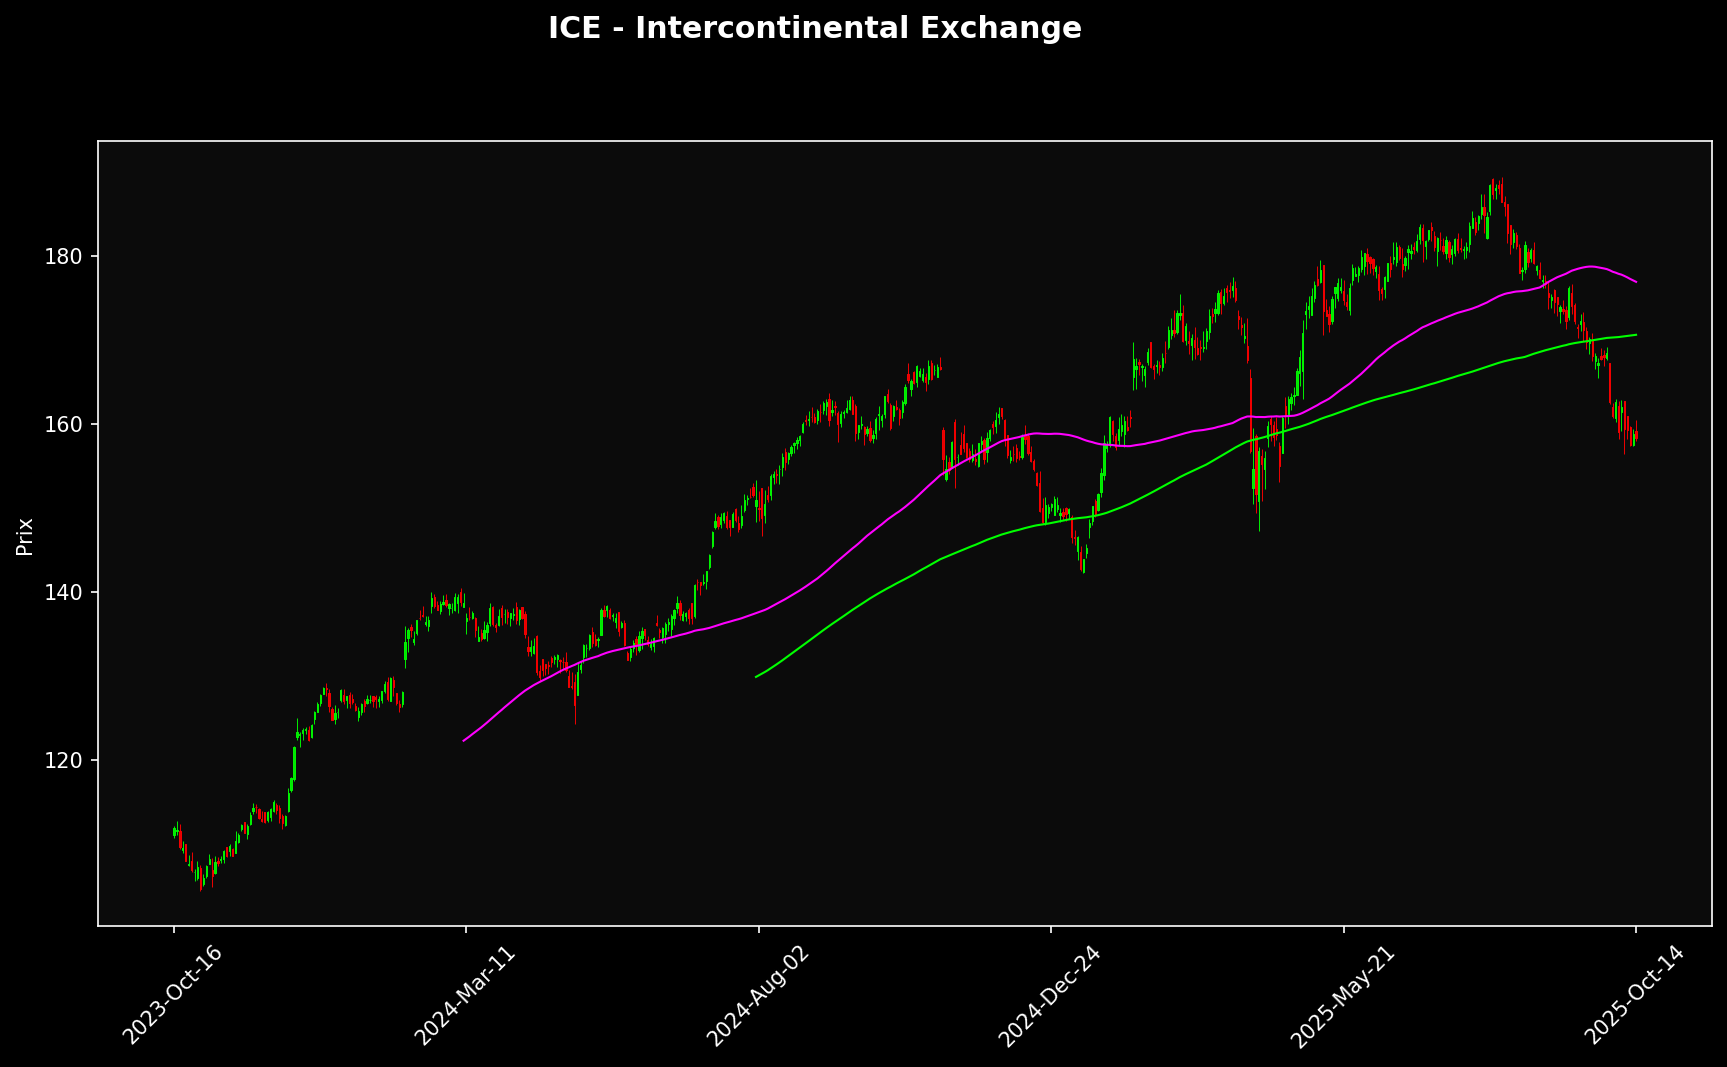 ICE - Intercontinental Exchange
Prix
180
160
140
120
2023-Oct-16
2024-Mar-11
2024-Aug-02
2024-Dec-24
2025-May-21
2025-Oct-14